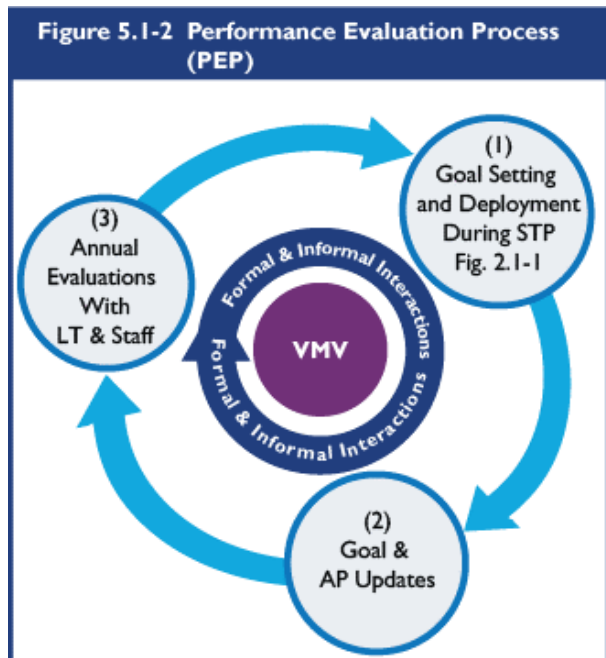 Figure 5.1-2 Performance Evaluation Process
(PEP)
(1)
Goal Setting
and Deployment
During STP
Fig. 2.1-1
(3)
Annual
Evaluations
With
LT & Staff
Formal & Informal Interactions
VMV
Formal & Informal Interactions
(2)
Goal &
AP Updates